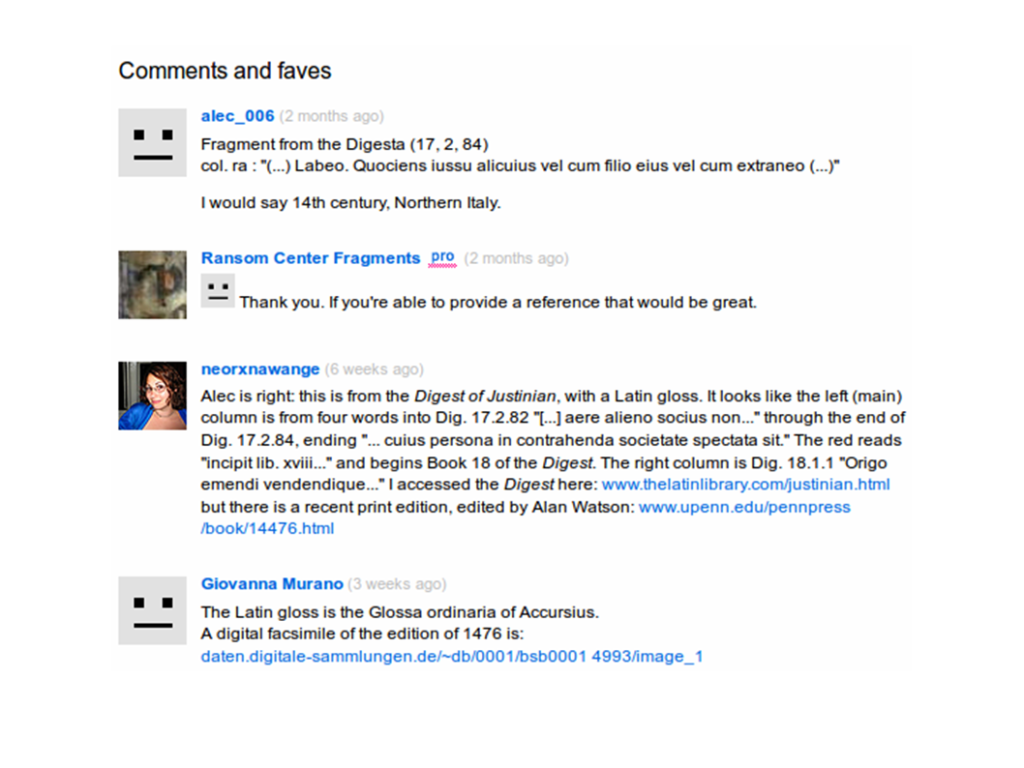 Comments and faves
alec_006 (2 months ago)
Fragment from the Digesta (17, 2, 84)
col. ra : "(...) Labeo. Quociens iussu alicuius vel cum filio eius vel cum extraneo (...)"
I would say 14th century, Northern Italy.
Ransom Center Fragments pro (2 months ago)
Thank you. If you're able to provide a reference that would be great.
neorxnawange (6 weeks ago)
Alec is right: this is from the Digest of Justinian, with a Latin gloss. It looks like the left (main)
column is from four words into Dig. 17.2.82 "[...] aere alieno socius non..." through the end of
Dig. 17.2.84, ending "... cuius persona in contrahenda societate spectata sit." The red reads
"incipit lib. xviii..." and begins Book 18 of the Digest. The right column is Dig. 18.1.1 "Origo
emendi vendendique..." I accessed the Digest here: www.thelatinlibrary.com/justinian.html
but there is a recent print edition, edited by Alan Watson: www.upenn.edu/pennpress
/book/14476.html
Giovanna Murano (3 weeks ago)
The Latin gloss is the Glossa ordinaria of Accursius.
A digital facsimile of the edition of 1476 is:
daten.digitale-sammlungen.de/~db/0001/bsb0001 4993/image_1